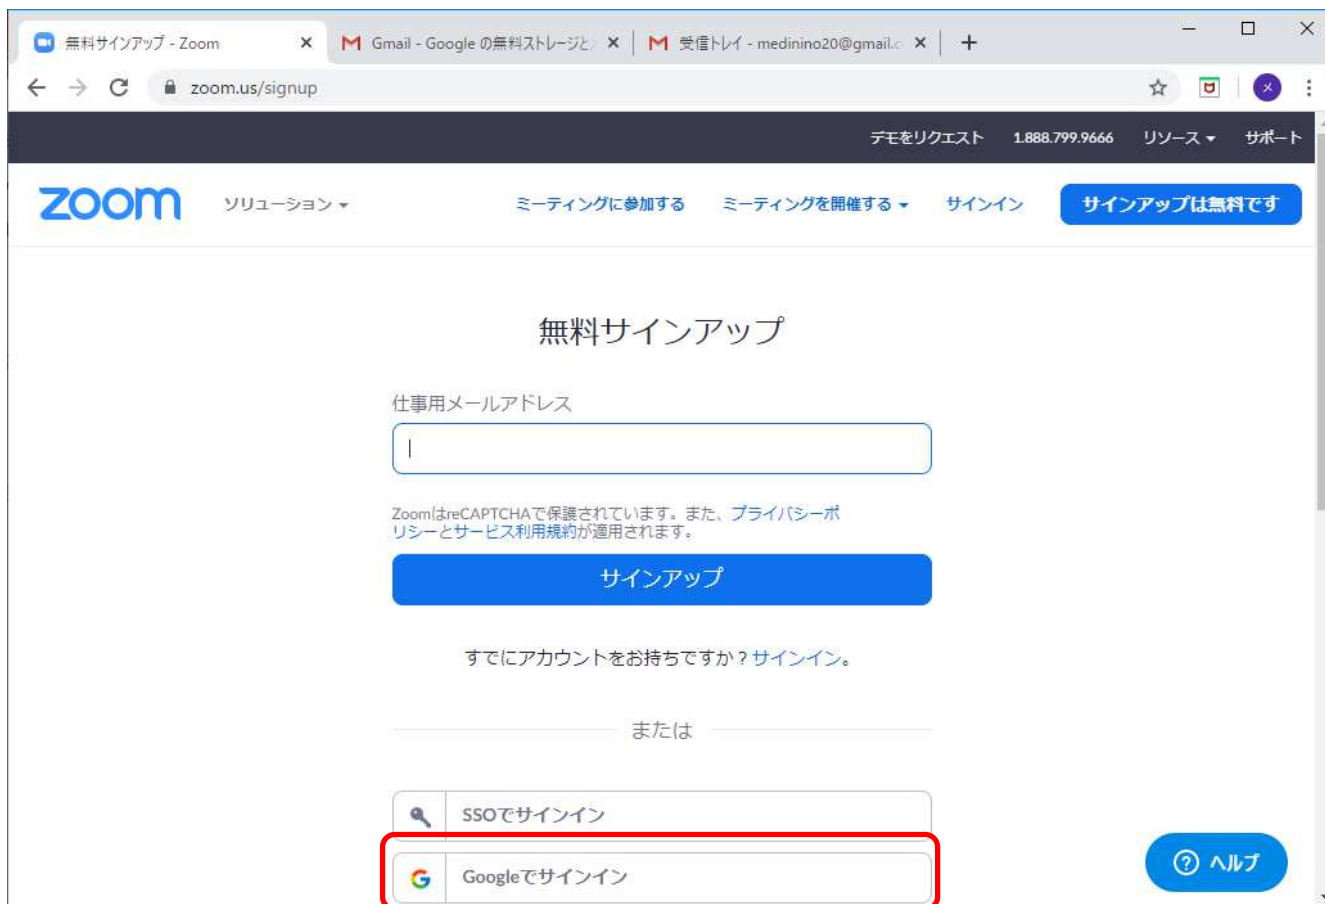 無料サインアップ - Zoom
Gmail - Google の無料ストレージと
受信トレイ - medinino20@gmail.c
zoom.us/signup
メ
デモをリクエスト 1.888.799.9666 リソース サポート
zoom ソリューション ミーティングに参加する ミーティングを開催する サインイン サインアップは無料です
無料サインアップ
仕事用メールアドレス
ZoomはreCAPTCHAで保護されています。また、プライバシーポ
リシーとサービス利用規約が適用されます。
サインアップ
すでにアカウントをお持ちですか？サインイン。
または
SSOでサインイン
Googleでサインイン
ヘルプ